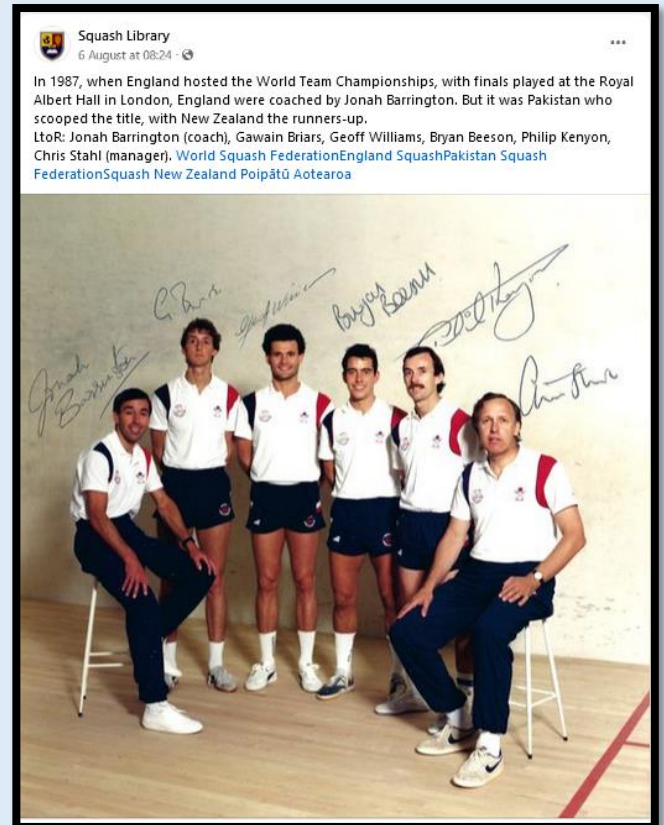 Squash Library
6 August at 08:24 ·
In 1987, when England hosted the World Team Championships, with finals played at the Royal
Albert Hall in London, England were coached by Jonah Barrington. But it was Pakistan who
scooped the title, with New Zealand the runners-up.
LtoR: Jonah Barrington (coach), Gawain Briars, Geoff Williams, Bryan Beeson, Philip Kenyon,
Chris Stahl (manager). World Squash FederationEngland SquashPakistan Squash
FederationSquash New Zealand Poipātū Aotearoa
Bryan
Beeson
Jonah
Barrington